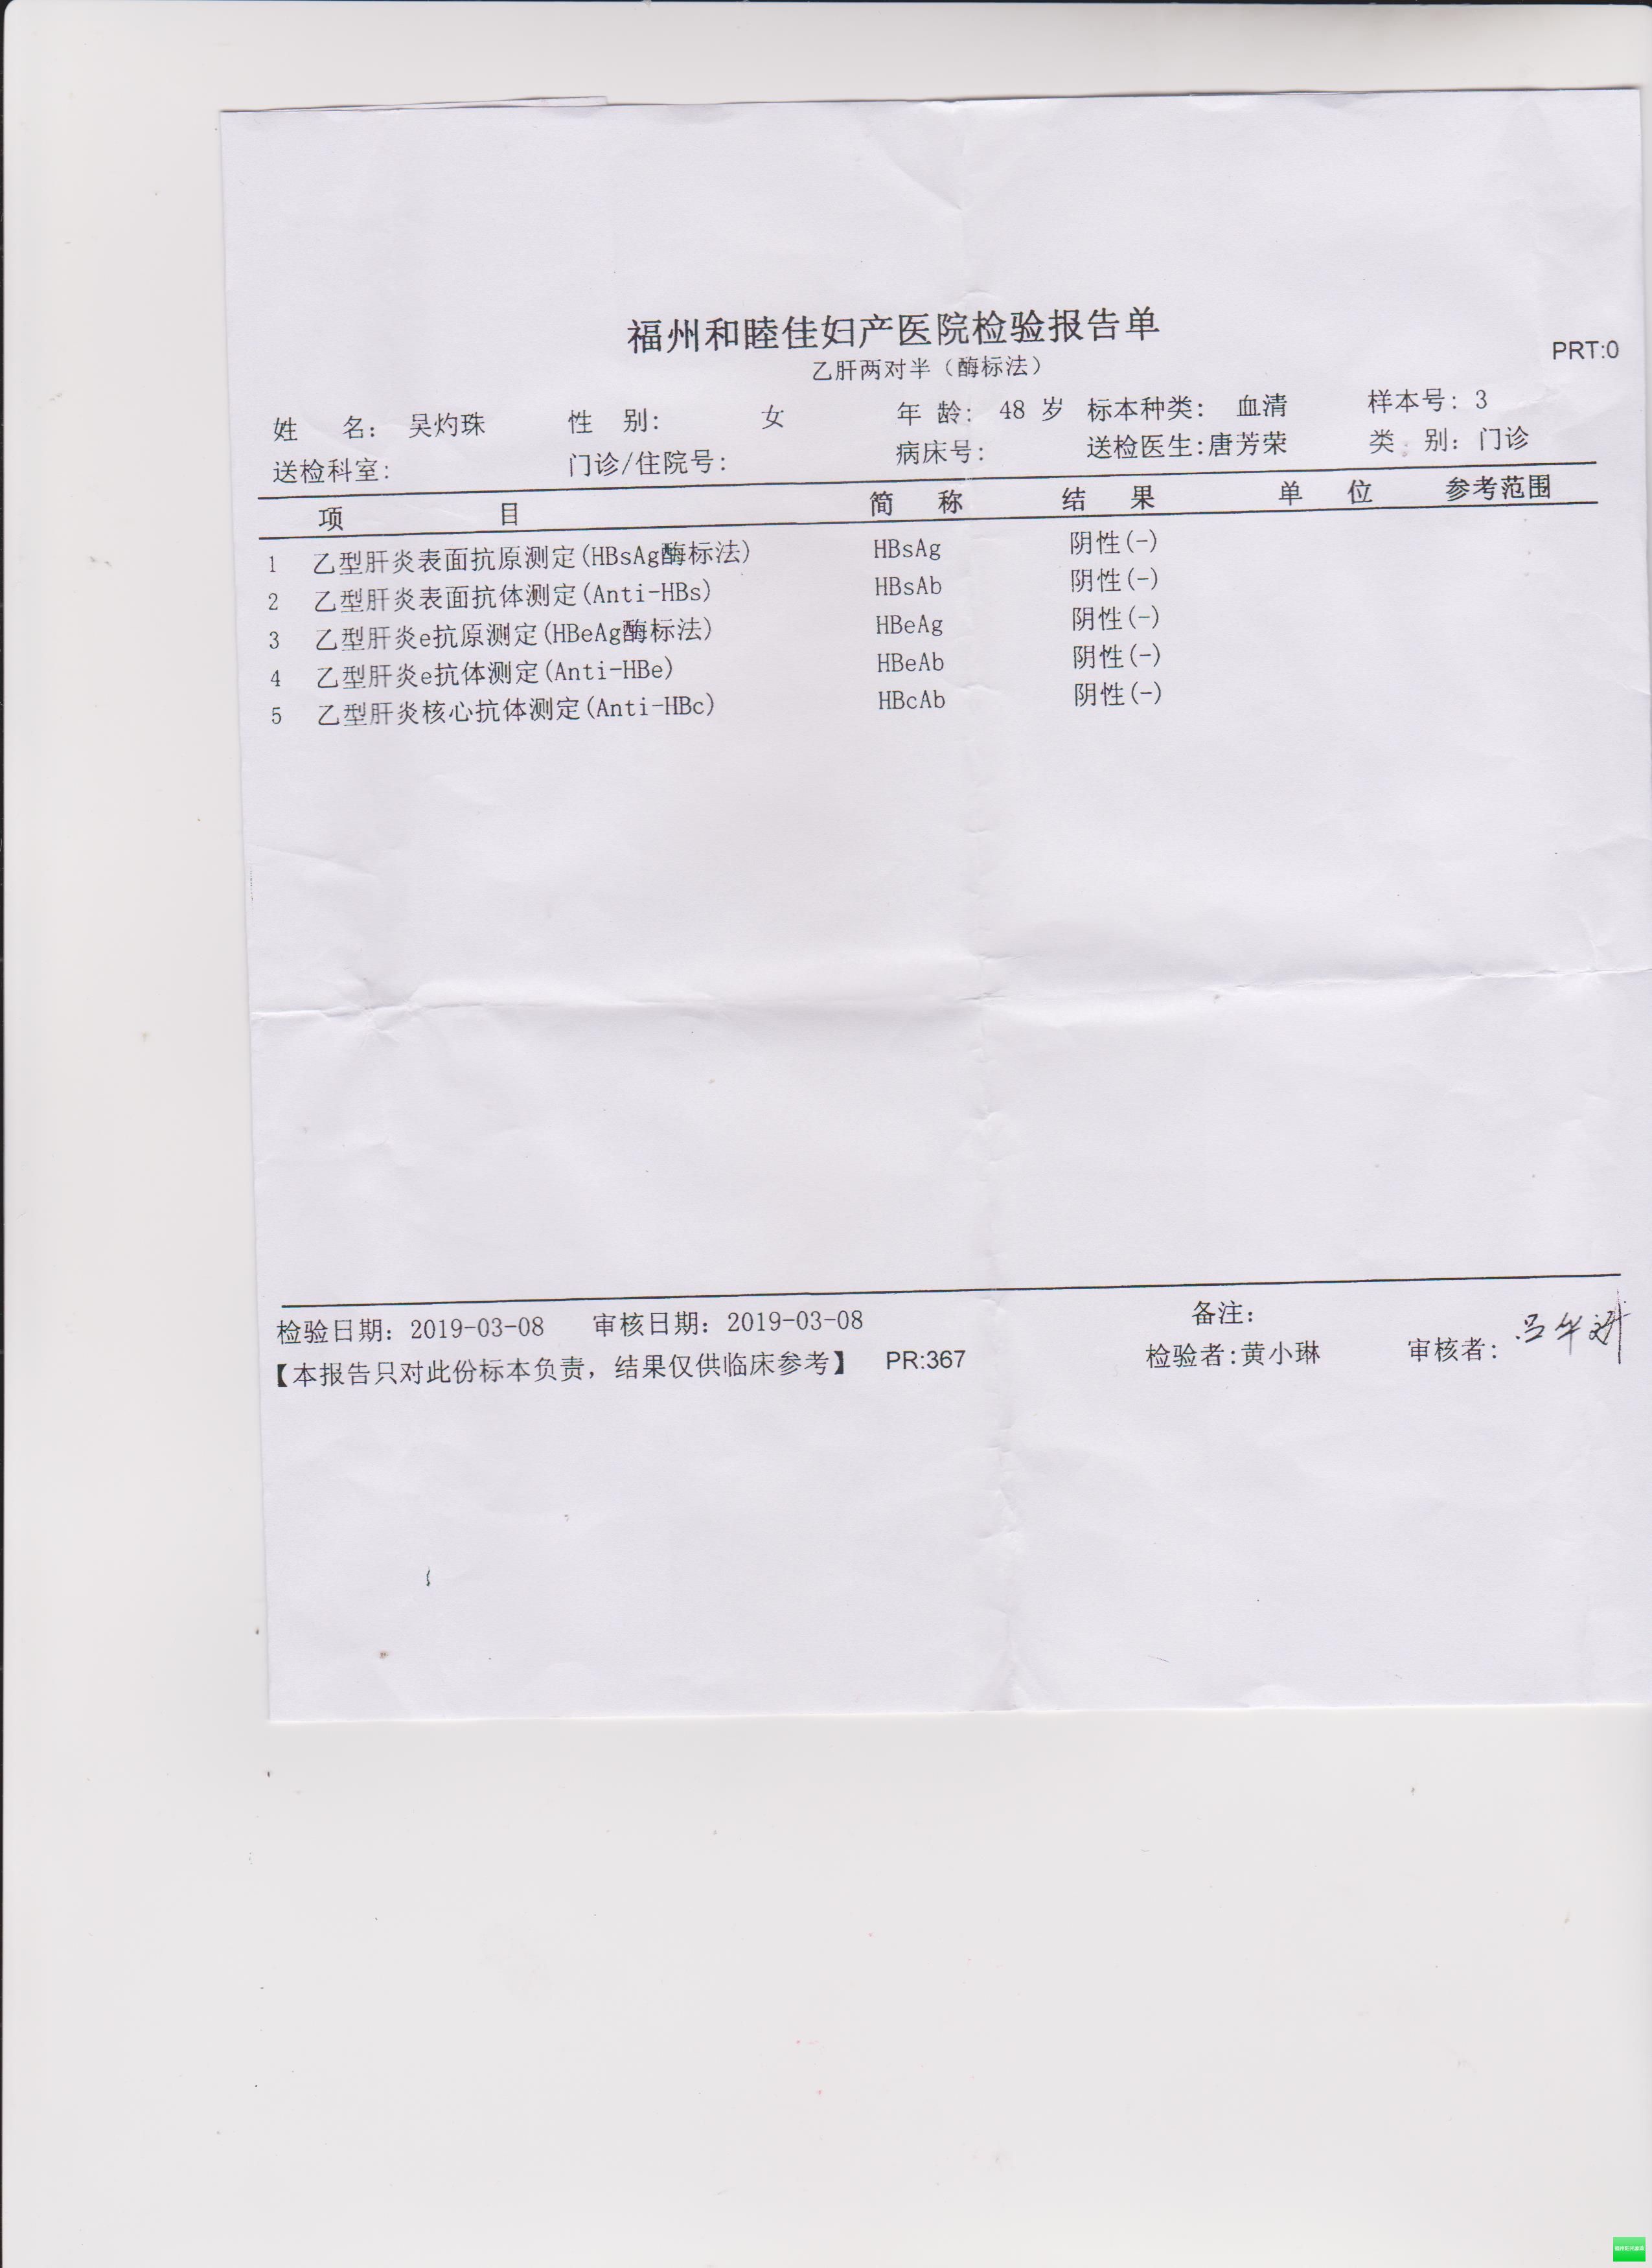 福州和睦佳妇产医院检验报告单
乙肝两对半（酶标法）
PRT:0
姓 名： 吴灼珠 性 别： 女 年 龄： 48 岁 标本种类： 血清 样本号： 3
送检科室： 门诊/住院号： 病床号： 送检医生：唐芳荣 类 别： 门诊
项 目 简 称 结 果 单 位 参考范围
1 乙型肝炎表面抗原测定(HBsAg酶标法) HBsAg 阴性(-)
2 乙型肝炎表面抗体测定(Anti-HBs) HBsAb 阴性(-)
3 乙型肝炎e抗原测定(HBeAg酶标法) HBeAg 阴性(-)
4 乙型肝炎e抗体测定(Anti-HBe) HBeAb 阴性(-)
5 乙型肝炎核心抗体测定(Anti-HBc) HBcAb 阴性(-)
检验日期： 2019-03-08 审核日期： 2019-03-08 备注：
【本报告只对此份标本负责，结果仅供临床参考】 PR:367 检验者：黄小琳 审核者：